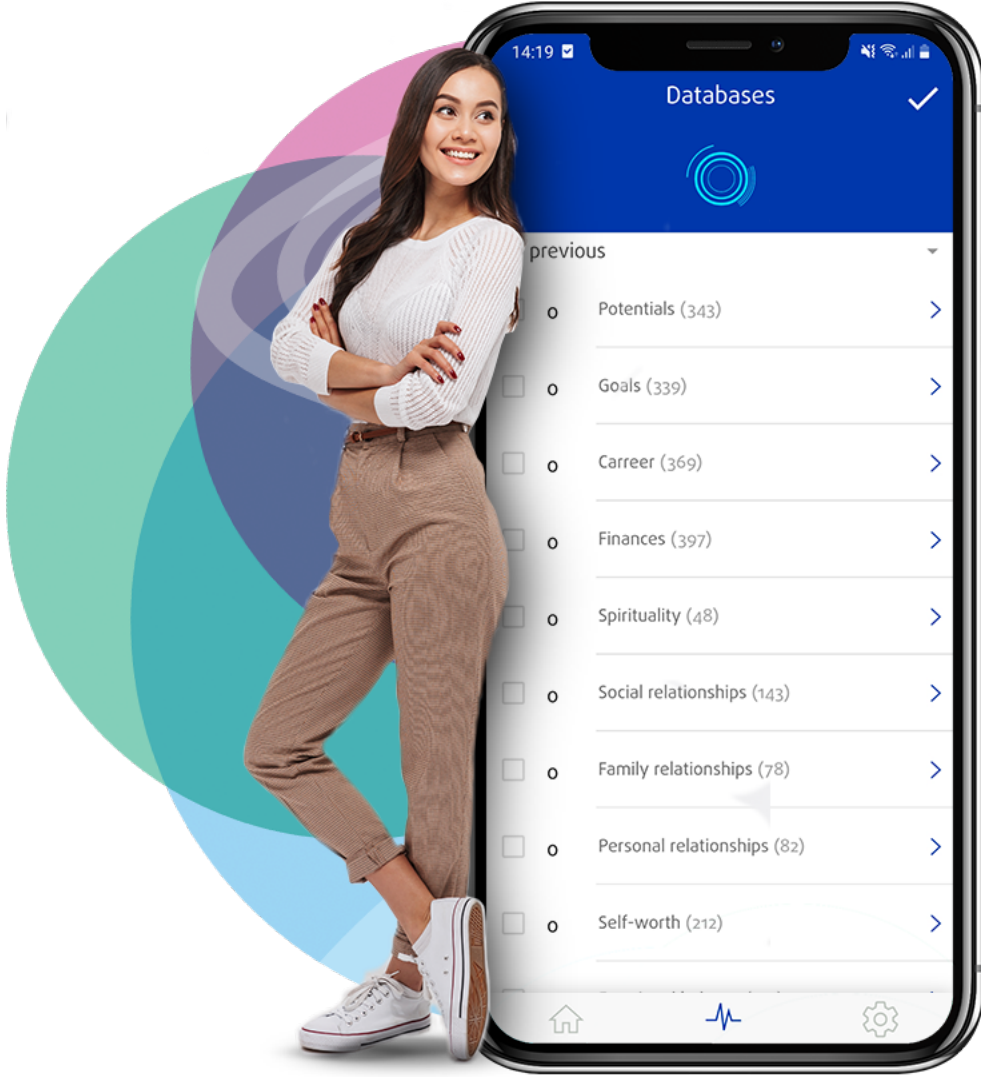 14:19
Databases
previous
o Potentials (343)
o Goals (339)
o Carreer (369)
o Finances (397)
o Spirituality (48)
o Social relationships (143)
o Family relationships (78)
o Personal relationships (82)
o Self-worth (212)